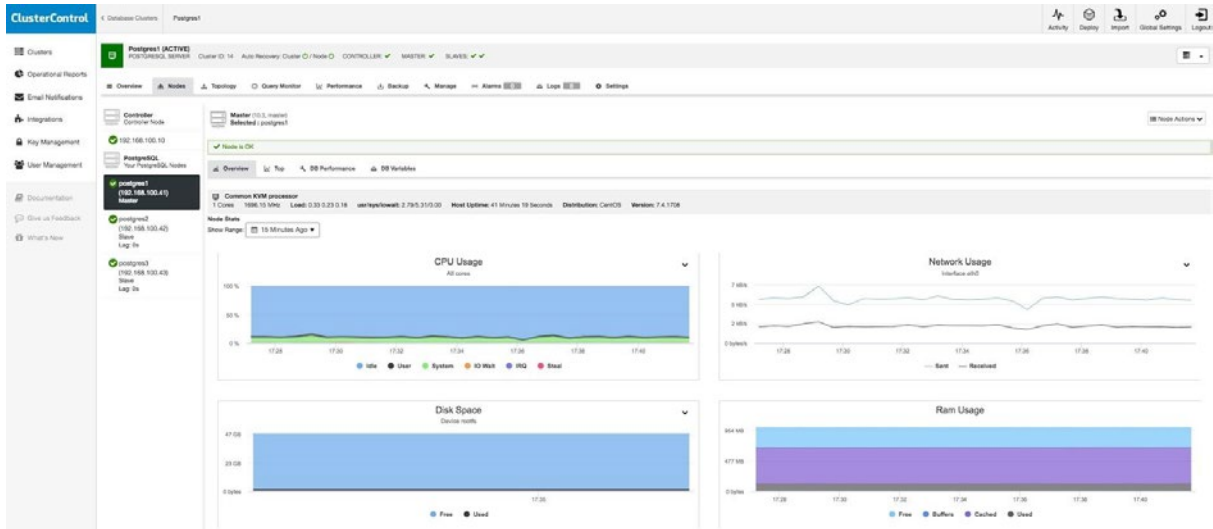 ClusterControl
Database Clusters Postgres1
Activity Deploy Import Global Settings Logout
Clusters
Operational Reports
Email Notifications
Integrations
Key Management
User Management
Documentation
Give us Feedback
What's New
Postgres1 (ACTIVE)
POSTGRESQL SERVER Cluster ID: 14 Auto Recovery: Cluster / Node CONTROLLER: ✔ MASTER: ✔ SLAVES: ✔ ✔
Overview Nodes Topology Query Monitor Performance Backup Manage Alarms Logs Settings
Controller
Controller Node
192.168.100.10
PostgreSQL
Your PostgreSQL Nodes
postgres1
(192.168.100.41)
Master
postgres2
(192.168.100.42)
Slave
Lag: 0s
postgres3
(192.168.100.43)
Slave
Lag: 0s
Master (10.3, master)
Selected : postgres1
Node Actions
✔ Node is OK
Overview Top DB Performance DB Variables
Common KVM processor
1 Cores 1696.15 MHz Load: 0.33 0.23 0.16 usr/sys/iowait: 2.79/5.31/0.00 Host Uptime: 41 Minutes 19 Seconds Distribution: CentOS Version: 7.4.1708
Node Stats
Show Range: 15 Minutes Ago
CPU Usage
All cores
100 %
50 %
0 %
17:28 17:30 17:32 17:34 17:36 17:38 17:40
Idle User System IO Wait IRQ Steal
Network Usage
Interface eth0
0 bytes/s
17:28 17:30 17:32 17:34 17:36 17:38 17:40
Sent Received
Disk Space
Device rootfs
47 GB
0 bytes
17:35
Free Used
Ram Usage
954 MB
477 MB
0 bytes
17:28 17:30 17:32 17:34 17:36 17:38 17:40
Free Buffers Cached Used